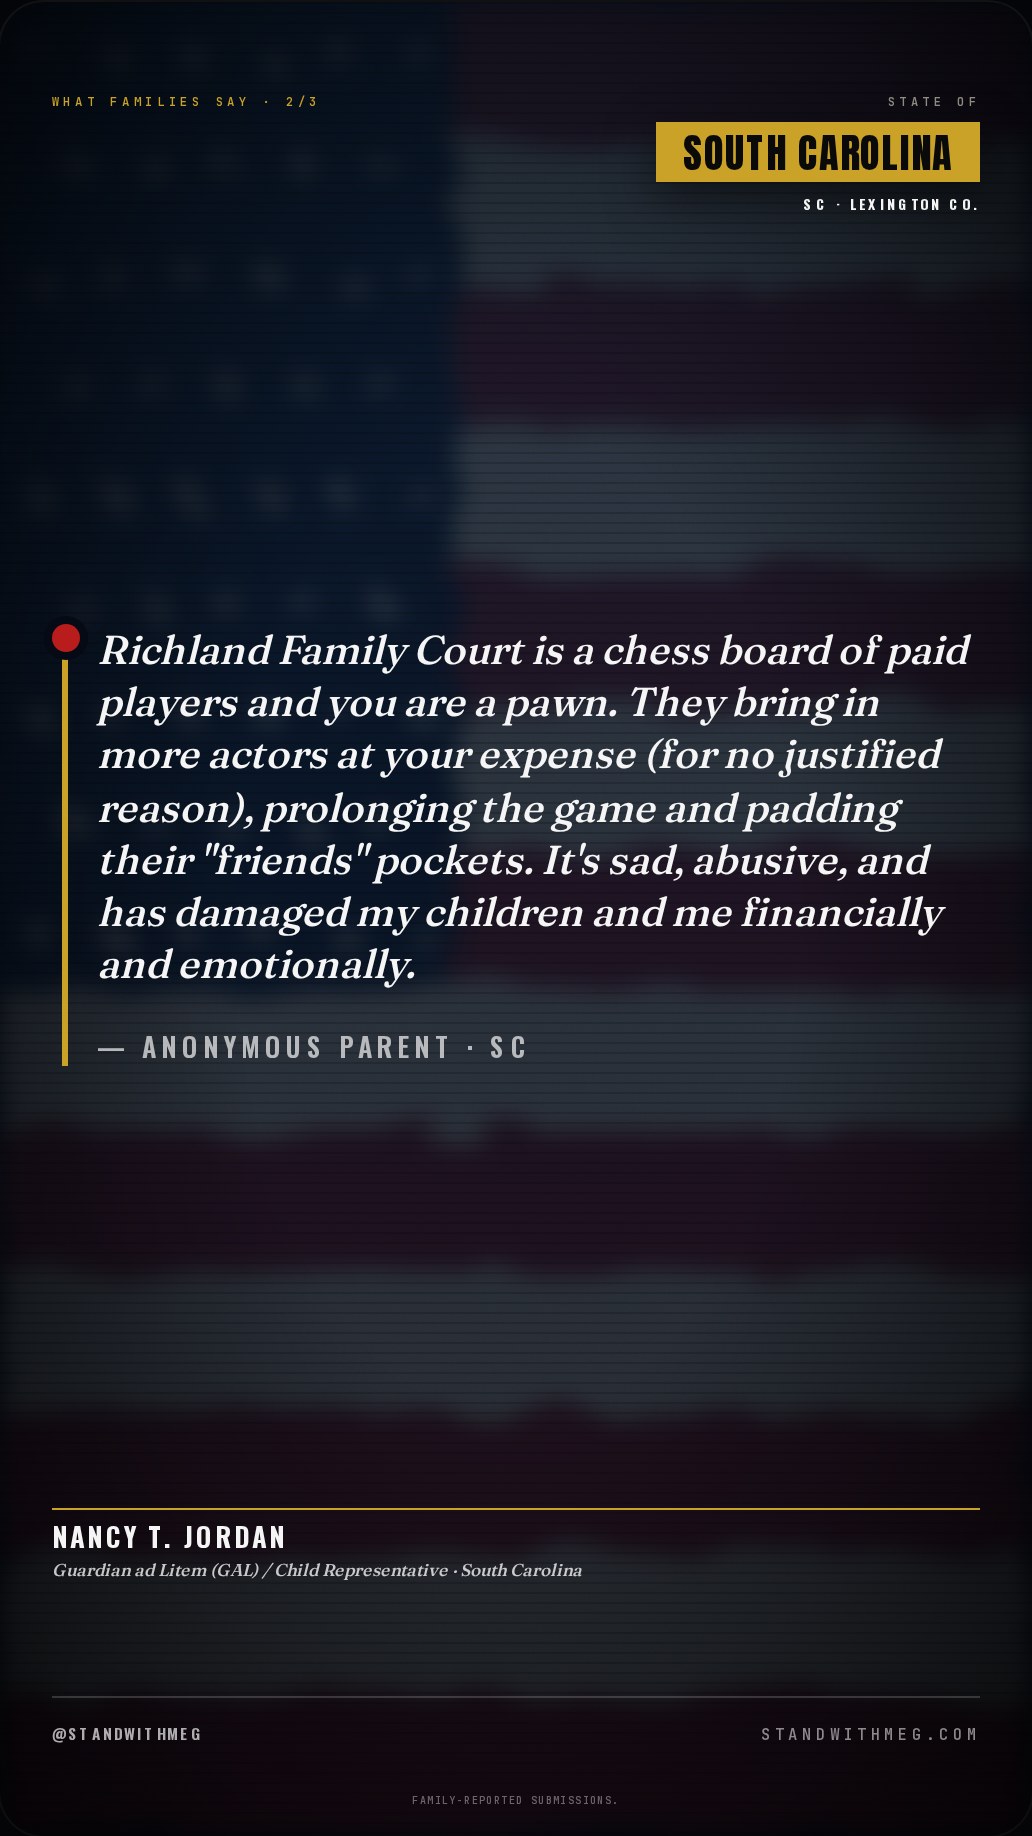 WHAT FAMILIES SAY · 2/3
STATE OF
SOUTH CAROLINA
SC · LEXINGTON CO.
Richland Family Court is a chess board of paid
players and you are a pawn. They bring in
more actors at your expense (for no justified
reason), prolonging the game and padding
their "friends" pockets. It's sad, abusive, and
has damaged my children and me financially
and emotionally.
— ANONYMOUS PARENT · SC
NANCY T. JORDAN
Guardian ad Litem (GAL) / Child Representative · South Carolina
@STANDWITHMEG
STANDWITHMEG.COM
FAMILY-REPORTED SUBMISSIONS.